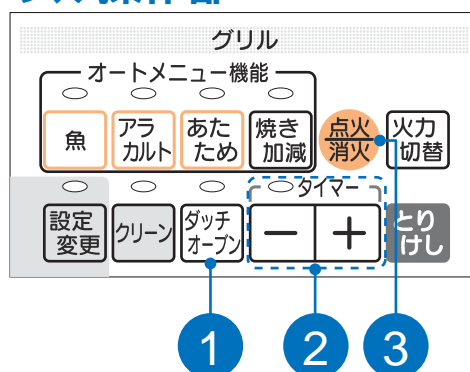 グリル
オートメニュー機能
魚
アラ
カルト
あた
ため
焼き
加減
点火
消火
火力
切替
タイマー
設定
変更
クリーン
ダッチ
オーブン
－
＋
とり
けし
1
2
3